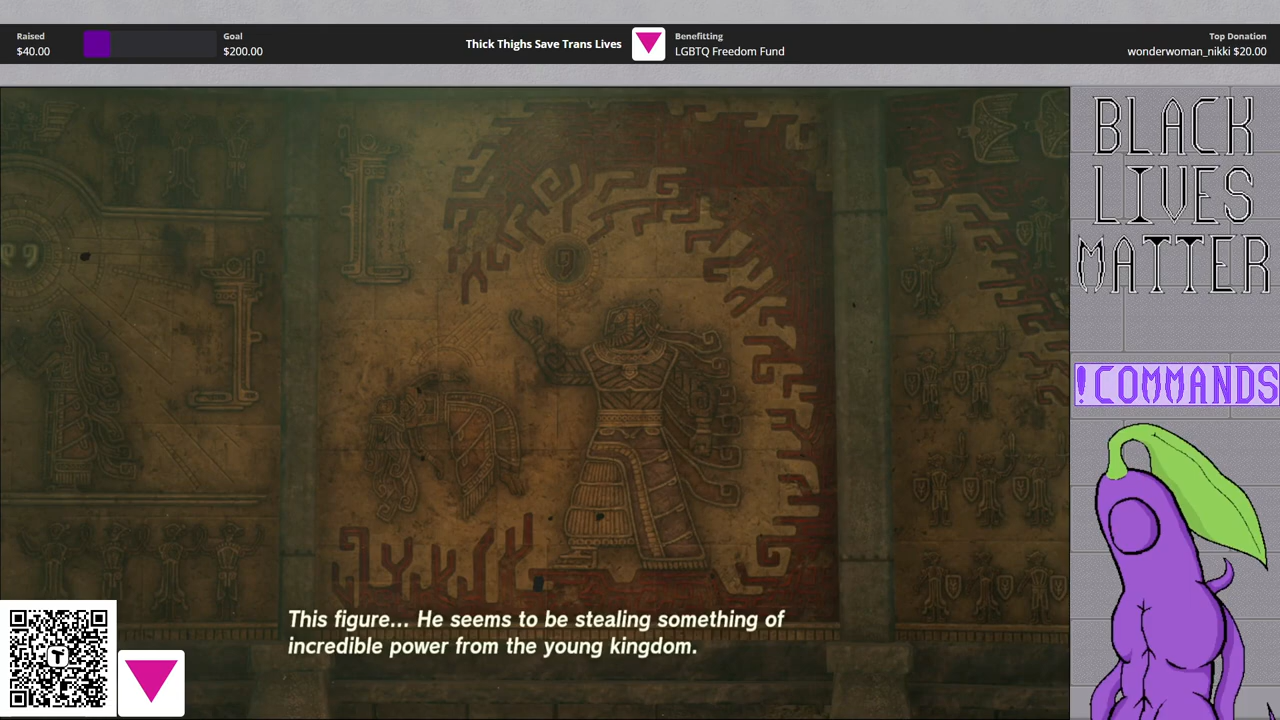 Raised
$40.00
Goal
$200.00
Thick Thighs Save Trans Lives
Benefitting
LGBTQ Freedom Fund
Top Donation
wonderwoman_nikki $20.00
BLACK
LIVES
MATTER
!COMMANDS
This figure... He seems to be stealing something of
incredible power from the young kingdom.
T